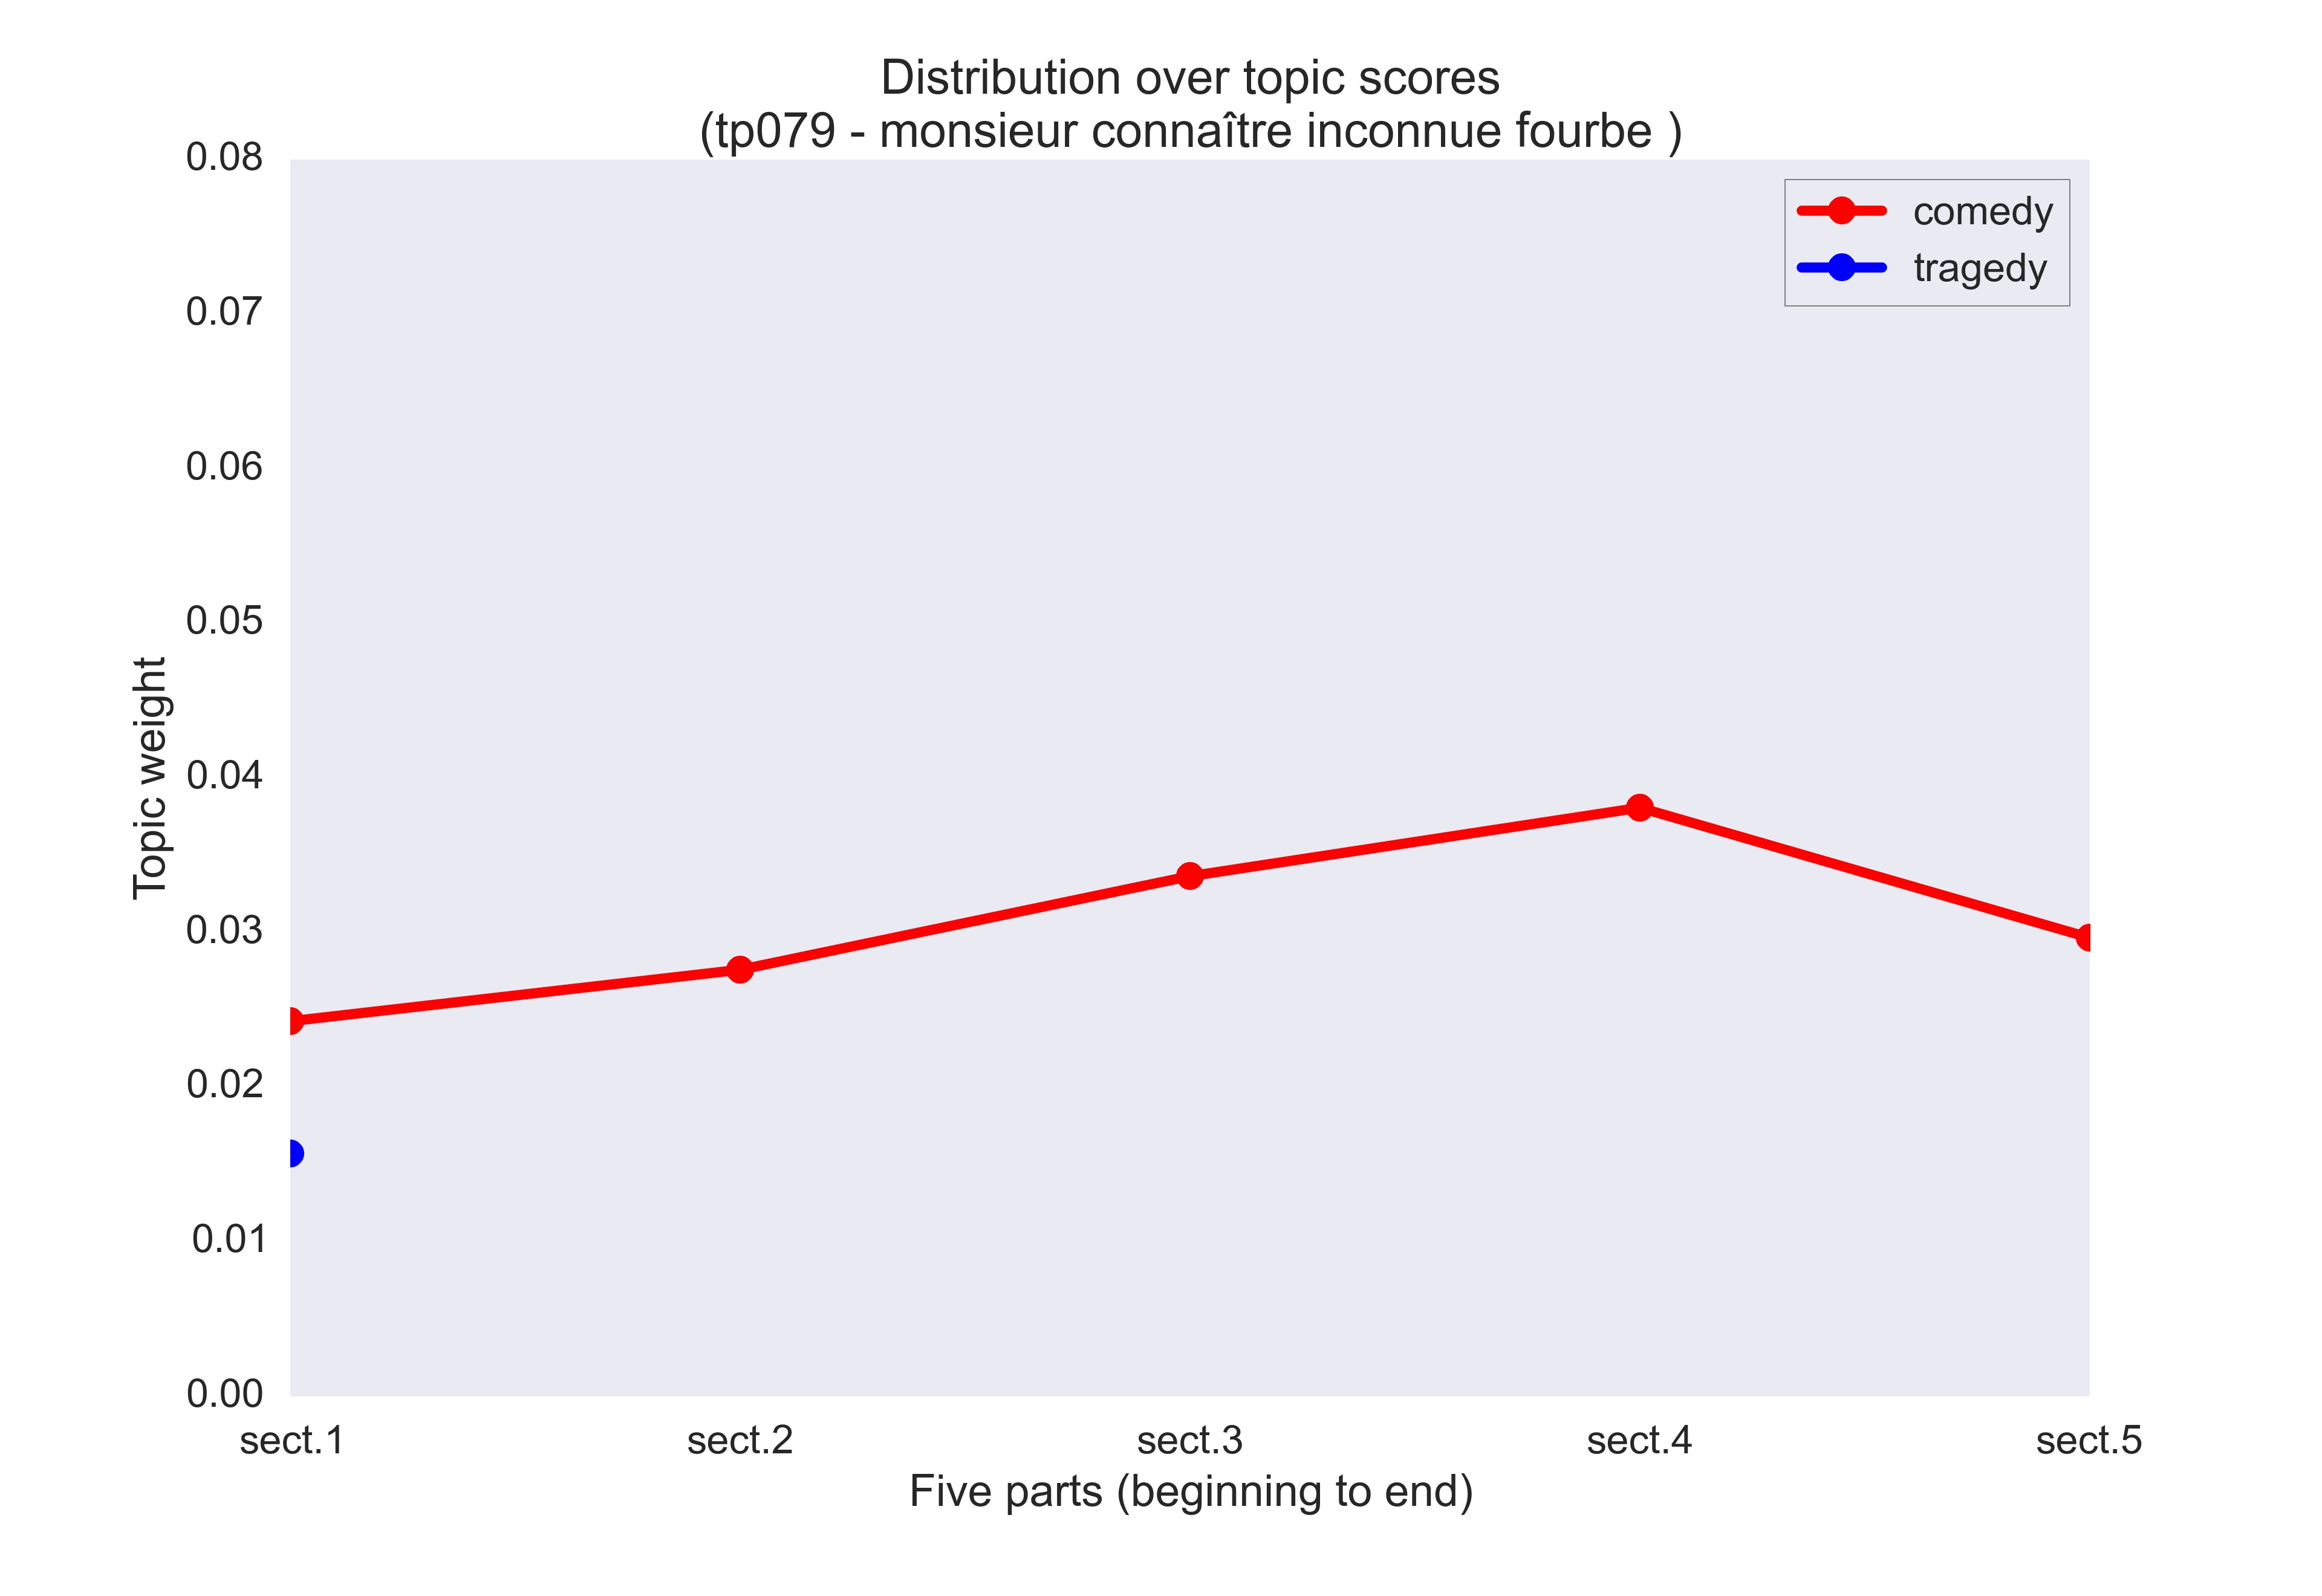 Distribution over topic scores
(tp079 - monsieur connaître inconnue fourbe )
0.08
0.07
0.06
0.05
0.04
0.03
0.02
0.01
0.00
Topic weight
comedy
tragedy
sect.1
sect.2
sect.3
sect.4
sect.5
Five parts (beginning to end)